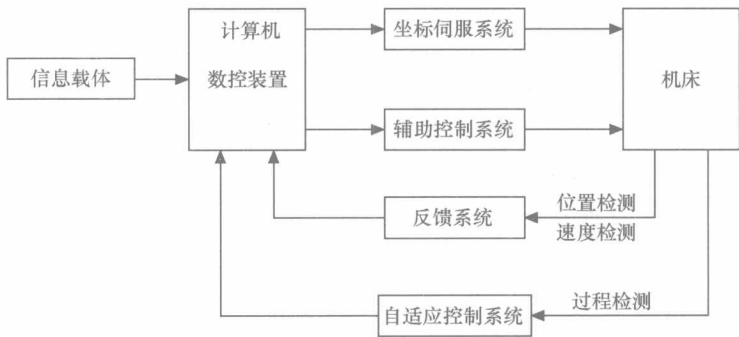 计算机
数控装置
坐标伺服系统
机床
信息载体
辅助控制系统
反馈系统
位置检测
速度检测
自适应控制系统
过程检测